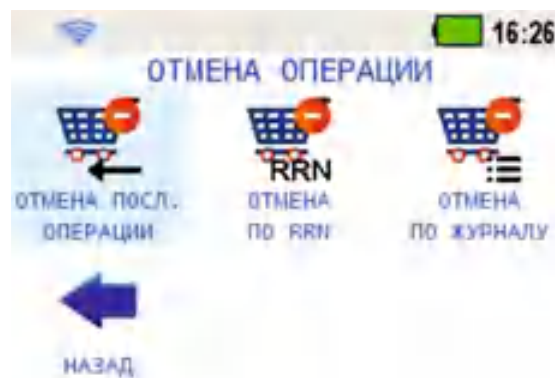 16:26
ОТМЕНА ОПЕРАЦИИ
RRN
ОТМЕНА ПОСЛ.
ОПЕРАЦИИ
ОТМЕНА
ПО RRN
ОТМЕНА
ПО ЖУРНАЛУ
НАЗАД